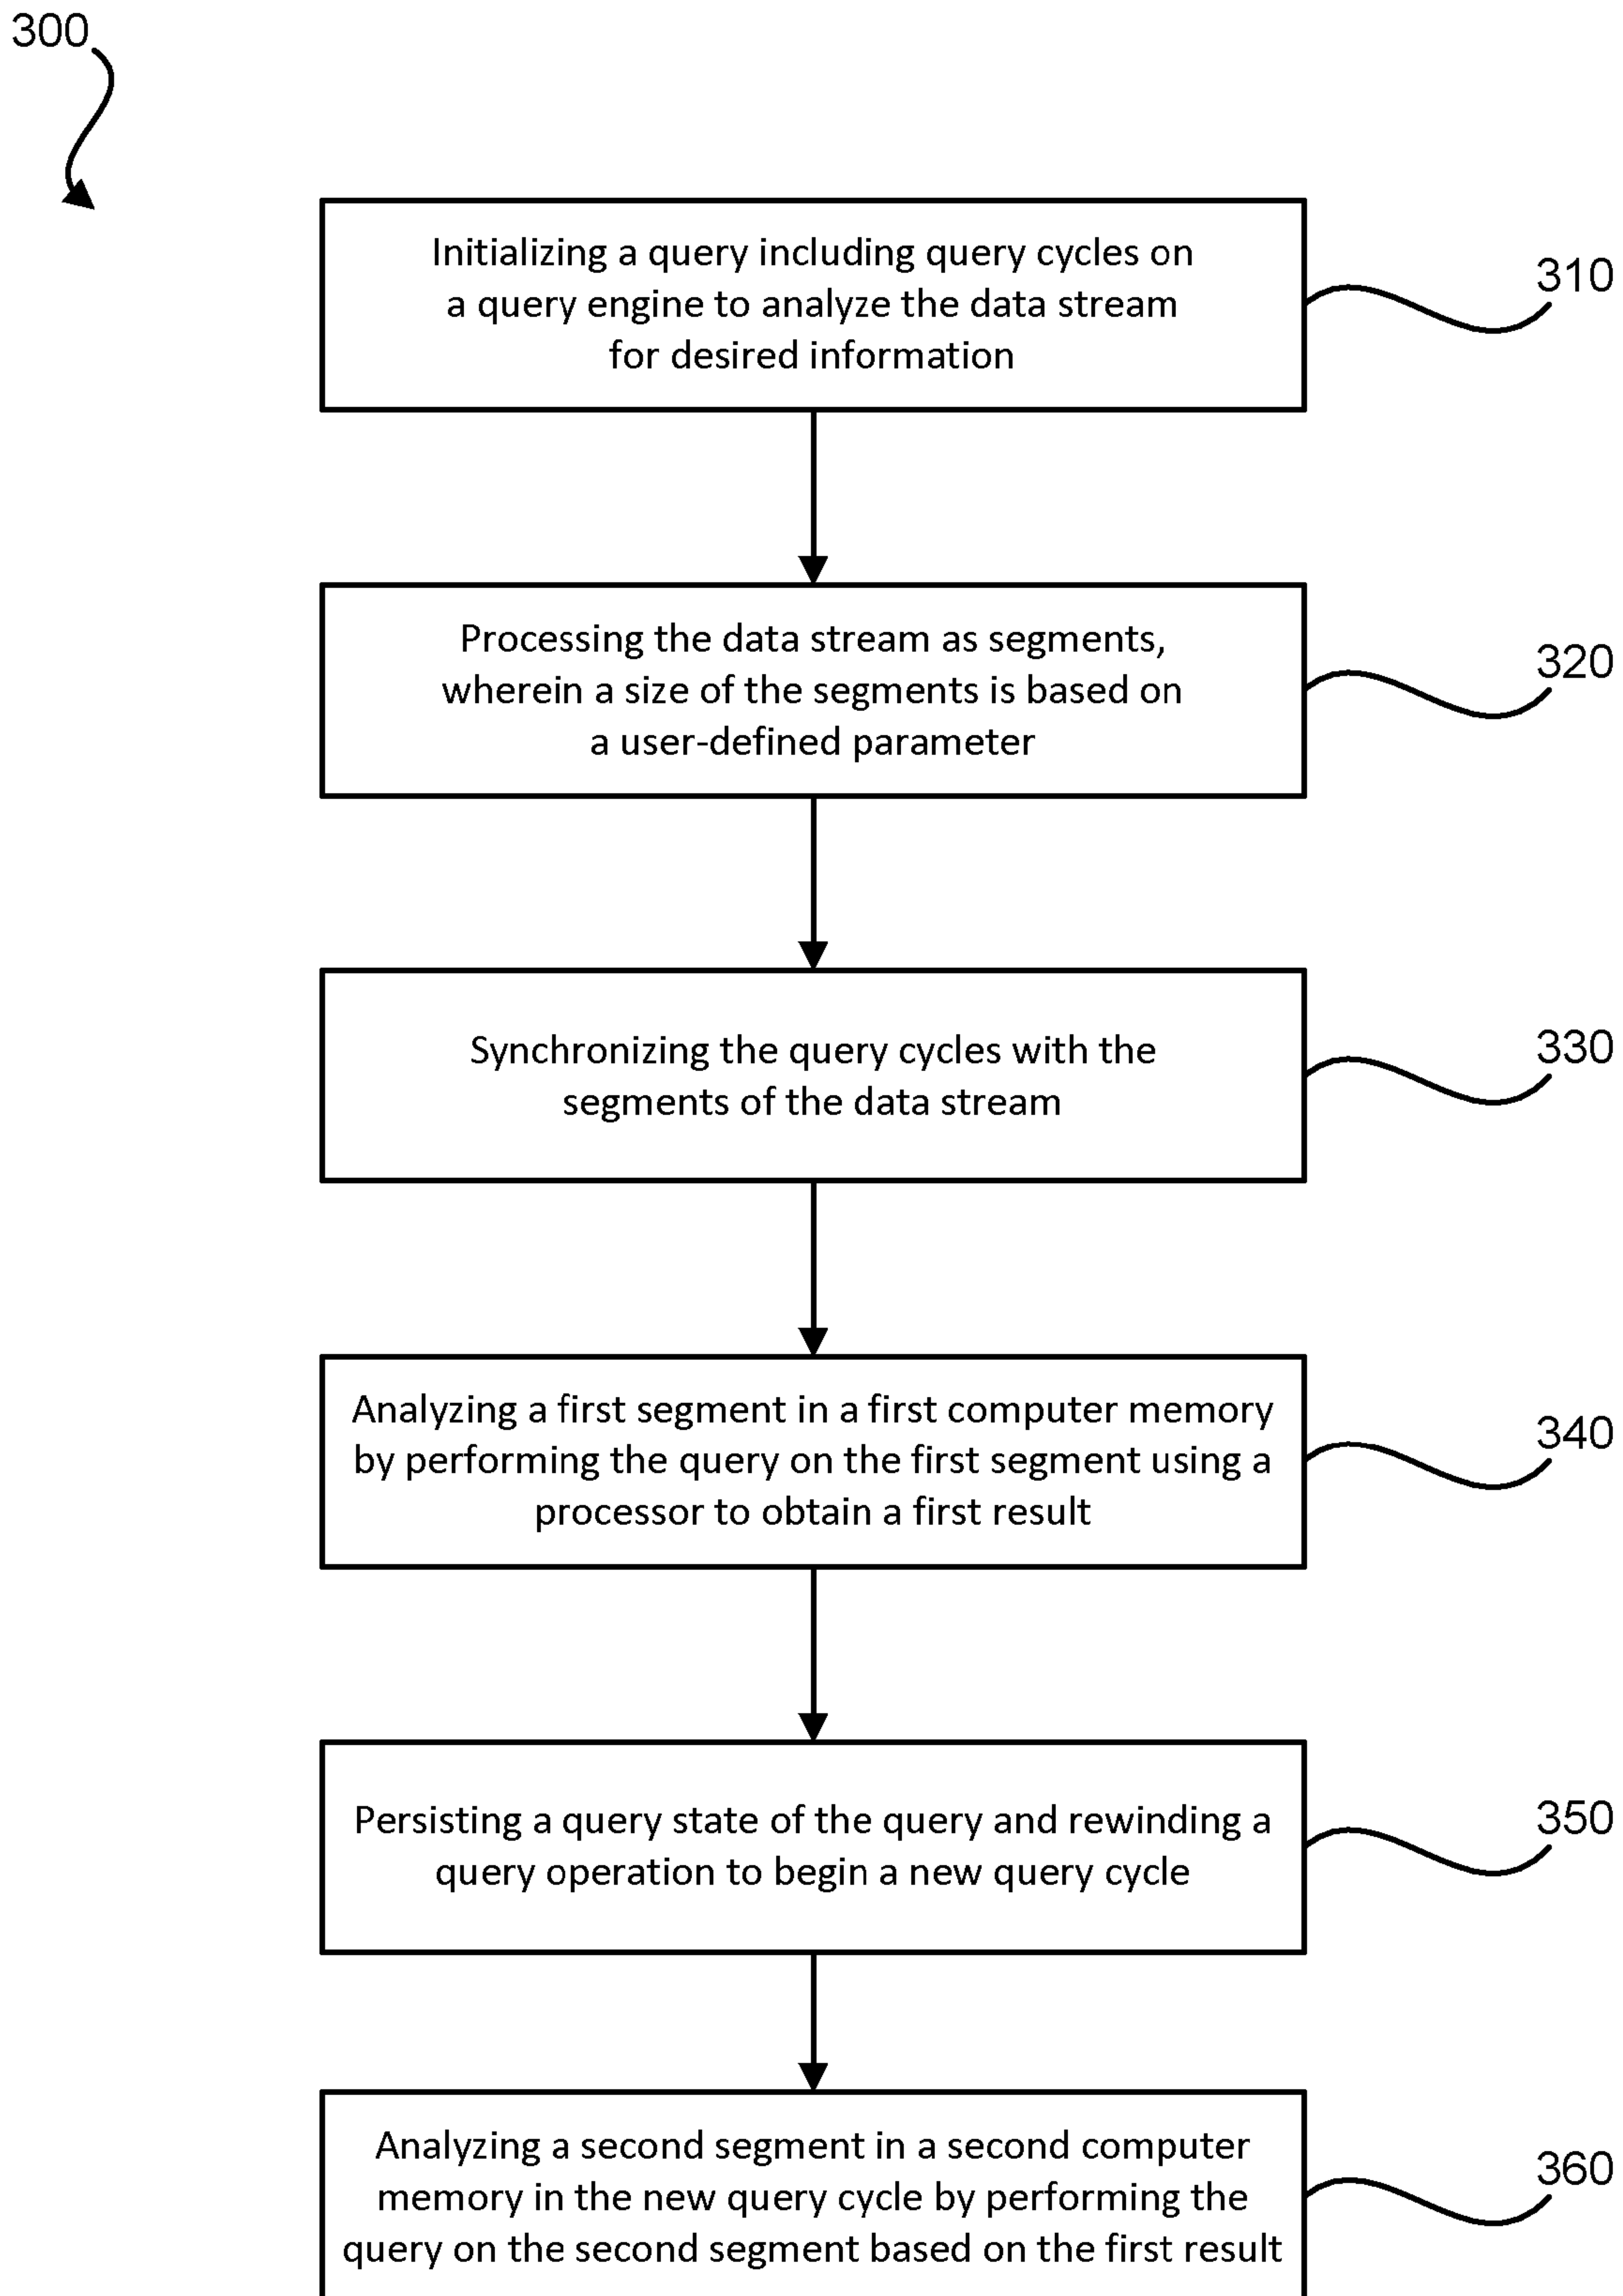 300
Initializing a query including query cycles on
a query engine to analyze the data stream
for desired information
310
Processing the data stream as segments,
wherein a size of the segments is based on
a user-defined parameter
320
Synchronizing the query cycles with the
segments of the data stream
330
Analyzing a first segment in a first computer memory
by performing the query on the first segment using a
processor to obtain a first result
340
Persisting a query state of the query and rewinding a
query operation to begin a new query cycle
350
Analyzing a second segment in a second computer
memory in the new query cycle by performing the
query on the second segment based on the first result
360